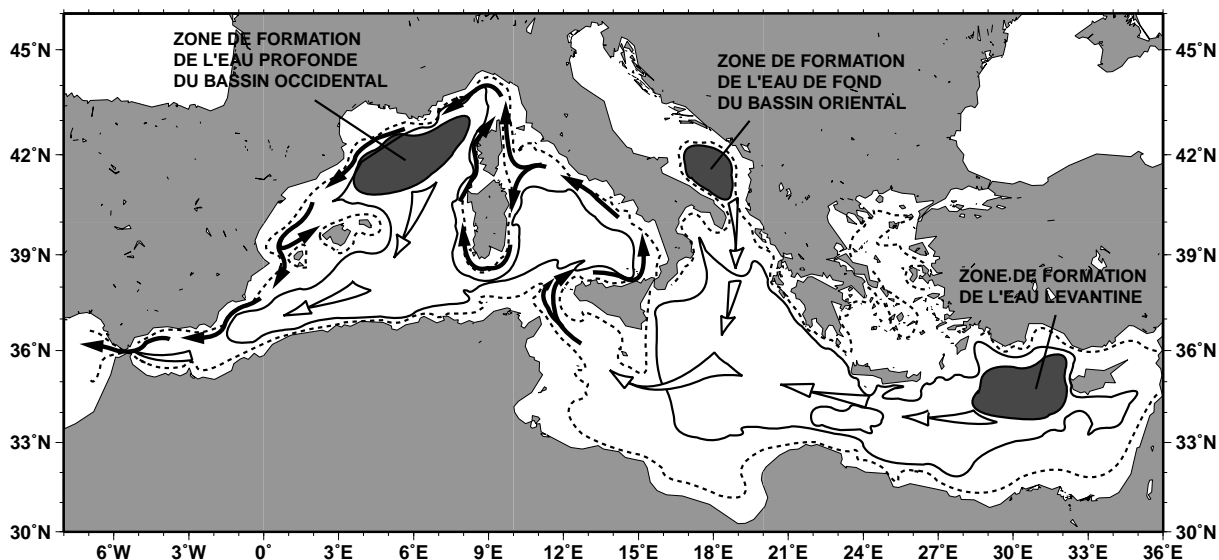 ZONE DE FORMATION
DE L'EAU PROFONDE
DU BASSIN OCCIDENTAL
ZONE DE FORMATION
DE L'EAU DE FOND
DU BASSIN ORIENTAL
ZONE DE FORMATION
DE L'EAU LEVANTINE
45˚N
42˚N
39˚N
36˚N
33˚N
30˚N
45˚N
42˚N
39˚N
36˚N
33˚N
30˚N
6˚W 3˚W 0˚ 3˚E 6˚E 9˚E 12˚E 15˚E 18˚E 21˚E 24˚E 27˚E 30˚E 33˚E 36˚E